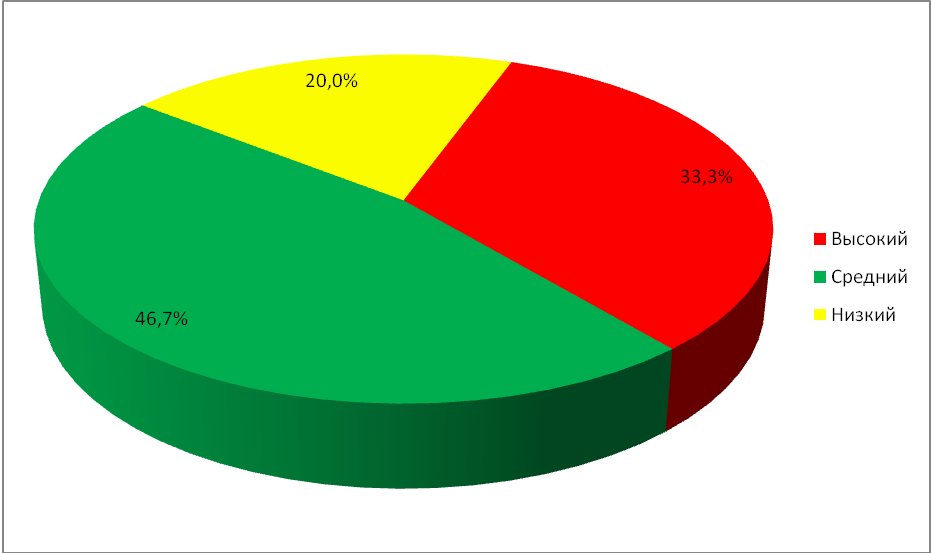 20,0%
33,3%
46,7%
Высокий
Средний
Низкий